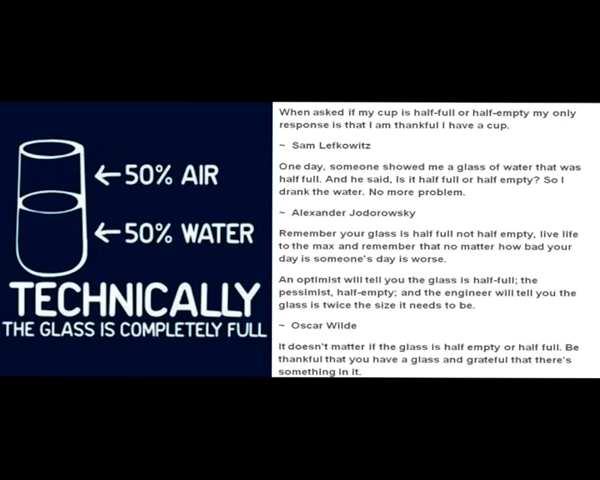 ←50% AIR
←50% WATER
TECHNICALLY
THE GLASS IS COMPLETELY FULL
When asked if my cup is half-full or half-empty my only
response is that I am thankful I have a cup.
~ Sam Lefkowitz
One day, someone showed me a glass of water that was
half full. And he said, Is it half full or half empty? So I
drank the water. No more problem.
~ Alexander Jodorowsky
Remember your glass is half full not half empty, live life
to the max and remember that no matter how bad your
day is someone's day is worse.
An optimist will tell you the glass is half-full; the
pessimist, half-empty; and the engineer will tell you the
glass is twice the size it needs to be.
~ Oscar Wilde
It doesn't matter if the glass is half empty or half full. Be
thankful that you have a glass and grateful that there's
something in it.